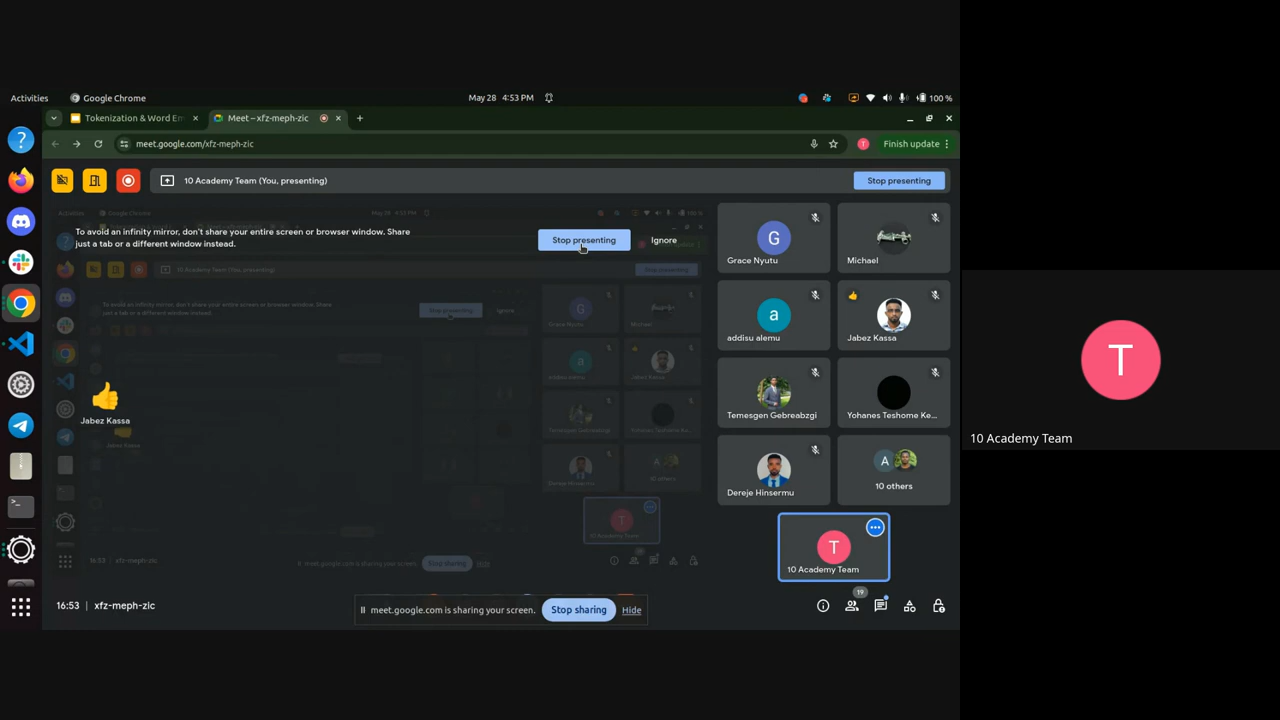 Activities
Google Chrome
May 28 4:53 PM
100 %
Tokenization & Word Em
Meet – xfz-meph-zic
meet.google.com/xfz-meph-zic
Finish update
10 Academy Team (You, presenting)
Stop presenting
To avoid an infinity mirror, don't share your entire screen or browser window. Share
just a tab or a different window instead.
Stop presenting
Ignore
G
Grace Nyutu
Michael
a
addisu alemu
Jabez Kassa
Temesgen Gebreabzgi
Yohanes Teshome Ke...
Dereje Hinsermu
A
10 others
Jabez Kassa
T
10 Academy Team
T
10 Academy Team
16:53 | xfz-meph-zic
meet.google.com is sharing your screen.
Stop sharing
Hide
19